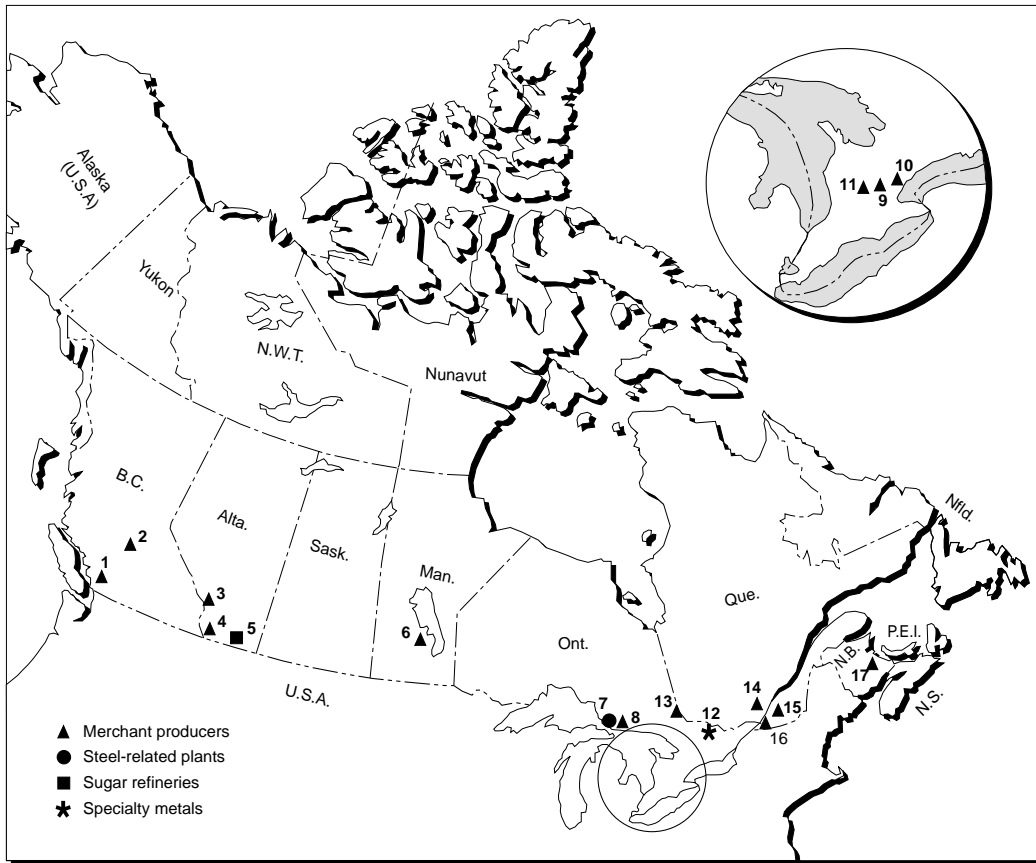 Alaska
(U.S.A)
Yukon
N.W.T.
Nunavut
B.C.
Alta.
Sask.
Man.
Ont.
Que.
Nfld.
P.E.I.
N.B.
N.S.
U.S.A.
1
2
3
4
5
6
7
8
13
12
14
15
16
17
10
11
9
Merchant producers
Steel-related plants
Sugar refineries
Specialty metals